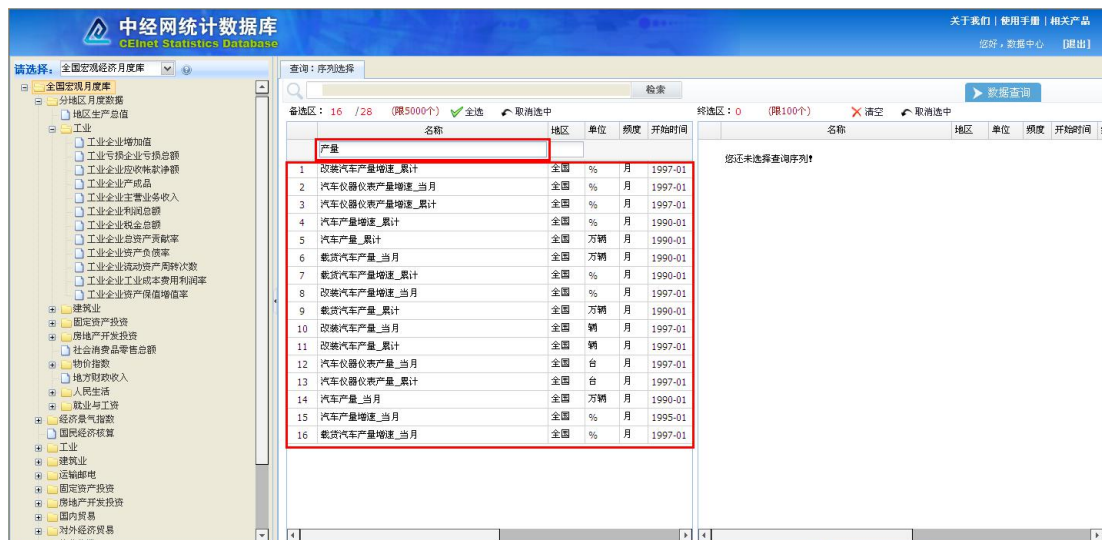 中经网统计数据库
CEInet Statistics Database
关于我们 | 使用手册 | 相关产品
您好，数据中心 [退出]
请选择： 全国宏观经济月度库
全国宏观月度库
分地区月度数据
地区生产总值
工业
工业企业增加值
工业亏损企业亏损总额
工业企业应收帐款净额
工业企业产成品
工业企业主营业务收入
工业企业利润总额
工业企业税金总额
工业企业总资产贡献率
工业企业资产负债率
工业企业流动资产周转次数
工业企业工业成本费用利润率
工业企业资产保值增值率
建筑业
固定资产投资
房地产开发投资
社会消费品零售总额
物价指数
地方财政收入
人民生活
就业与工资
经济景气指数
国民经济核算
工业
建筑业
运输邮电
固定资产投资
房地产开发投资
国内贸易
对外经济贸易
查询：序列选择
检索
数据查询
备选区： 16 /28 (限5000个) 全选 取消选中
名称 地区 单位 频度 开始时间
产量
1 改装汽车产量增速_累计 全国 % 月 1997-01
2 汽车仪器仪表产量增速_当月 全国 % 月 1997-01
3 汽车仪器仪表产量增速_累计 全国 % 月 1997-01
4 汽车产量增速_累计 全国 % 月 1990-01
5 汽车产量_累计 全国 万辆 月 1990-01
6 载货汽车产量_当月 全国 万辆 月 1990-01
7 载货汽车产量增速_累计 全国 % 月 1990-01
8 改装汽车产量增速_当月 全国 % 月 1997-01
9 载货汽车产量_累计 全国 万辆 月 1990-01
10 改装汽车产量_当月 全国 辆 月 1997-01
11 改装汽车产量_累计 全国 辆 月 1997-01
12 汽车仪器仪表产量_当月 全国 台 月 1997-01
13 汽车仪器仪表产量_累计 全国 台 月 1997-01
14 汽车产量_当月 全国 万辆 月 1990-01
15 汽车产量增速_当月 全国 % 月 1995-01
16 载货汽车产量增速_当月 全国 % 月 1997-01
终选区：0 (限100个) 清空 取消选中
名称 地区 单位 频度 开始时间
您还未选择查询序列!